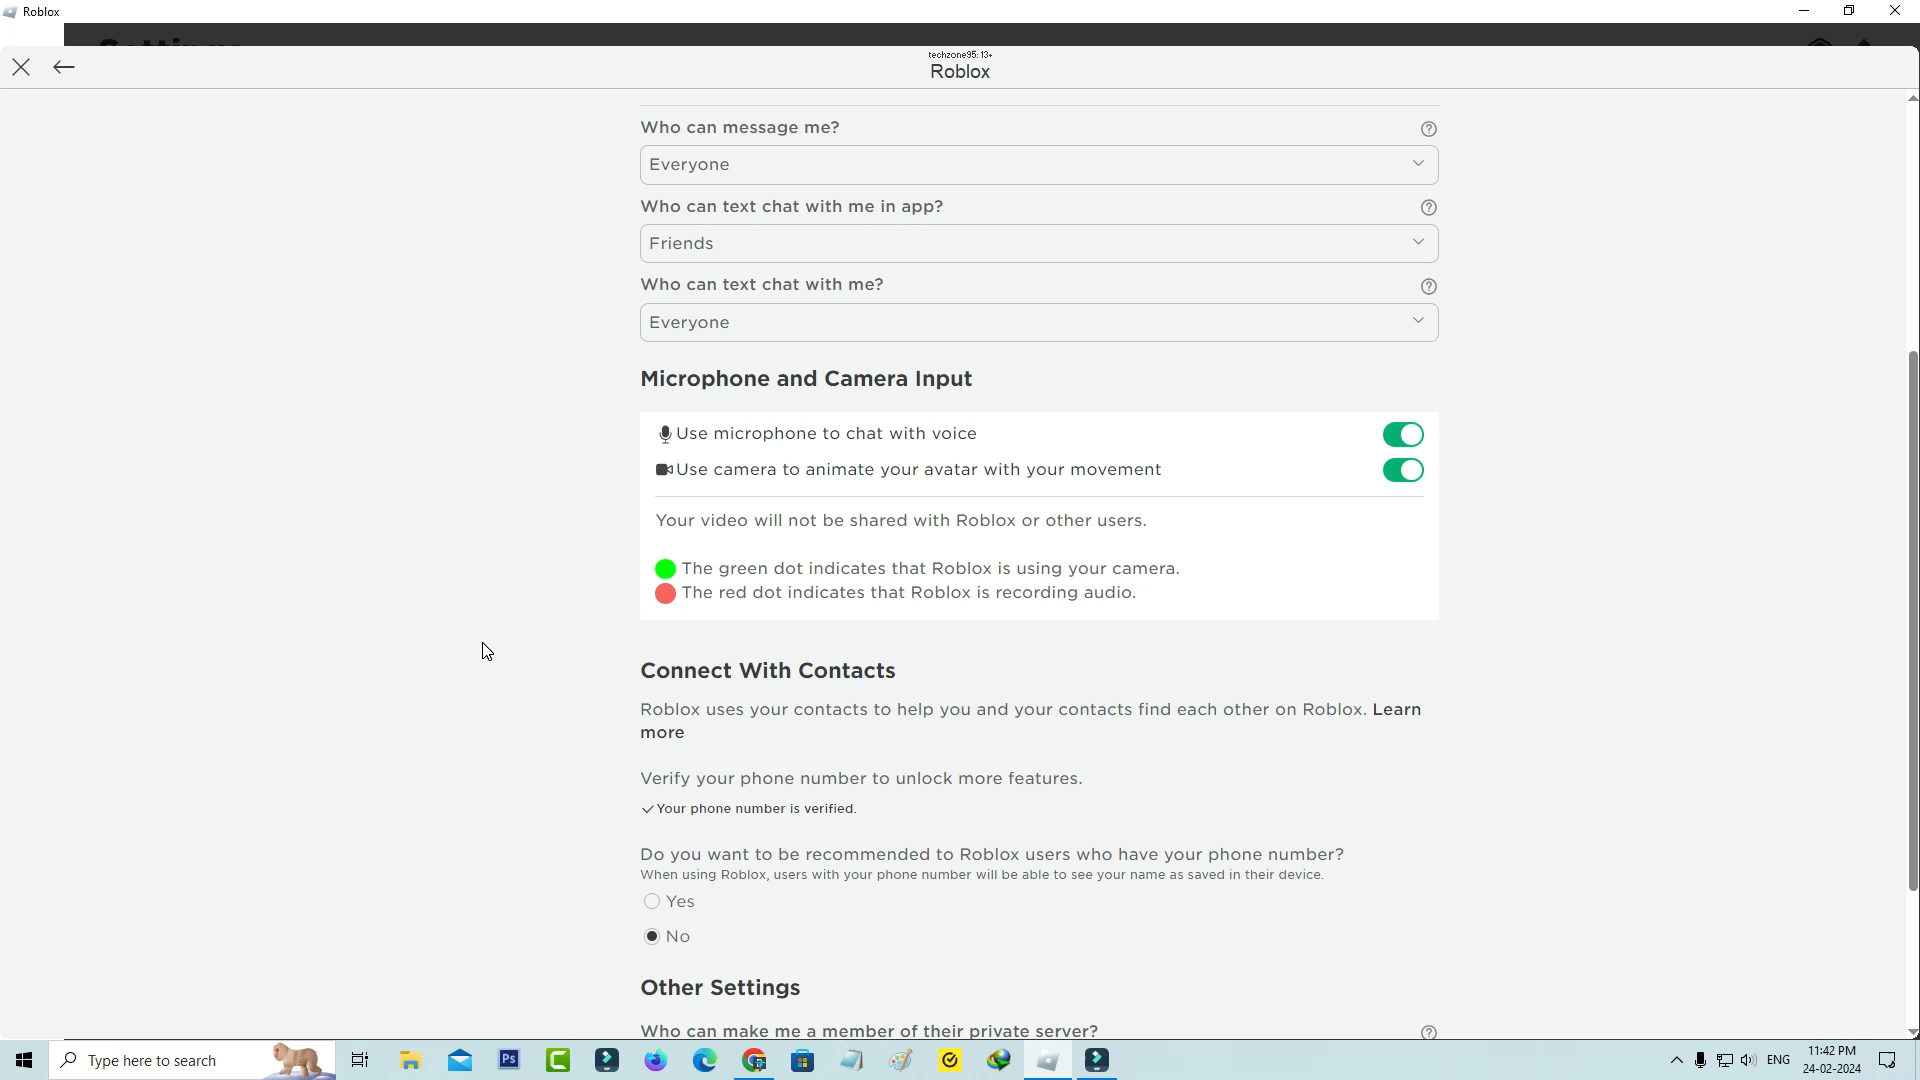 Roblox
Settings
techzone95: 13+
Roblox
Who can message me?
Everyone
Who can text chat with me in app?
Friends
Who can text chat with me?
Everyone
Microphone and Camera Input
Use microphone to chat with voice
Use camera to animate your avatar with your movement
Your video will not be shared with Roblox or other users.
The green dot indicates that Roblox is using your camera.
The red dot indicates that Roblox is recording audio.
Connect With Contacts
Roblox uses your contacts to help you and your contacts find each other on Roblox. Learn
more
Verify your phone number to unlock more features.
Your phone number is verified.
Do you want to be recommended to Roblox users who have your phone number?
When using Roblox, users with your phone number will be able to see your name as saved in their device.
Yes
No
Other Settings
Who can make me a member of their private server?
Type here to search
Ps
ENG
11:42 PM
24-02-2024